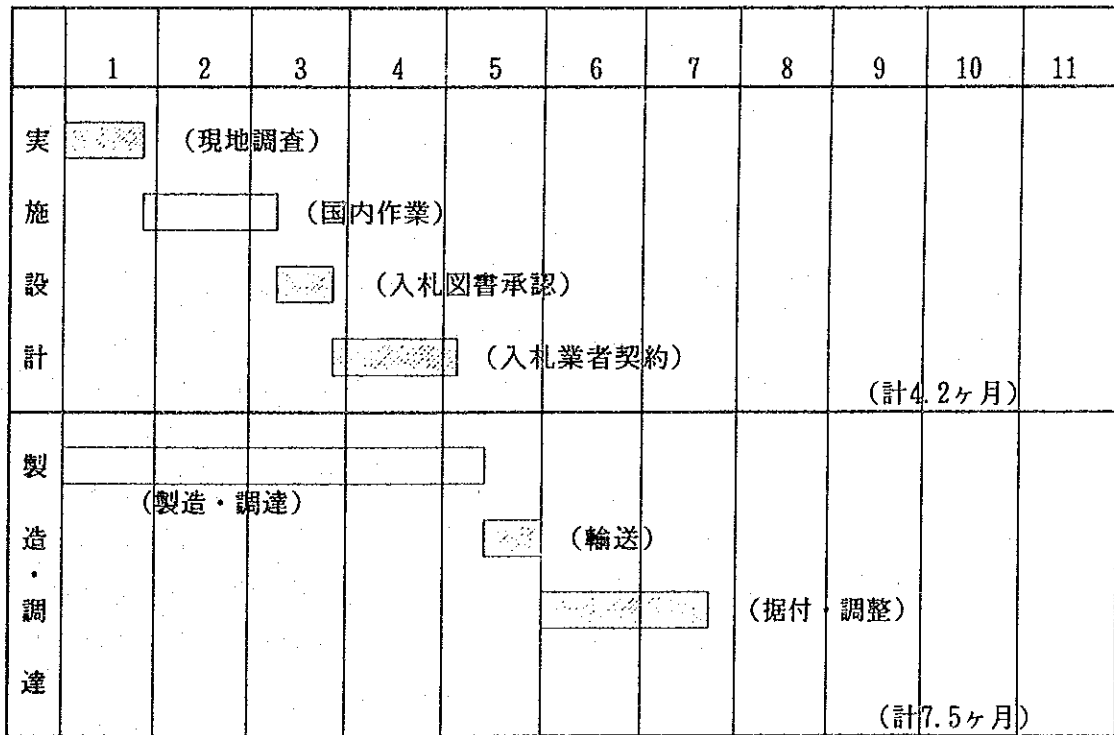 1 2 3 4 5 6 7 8 9 10 11
実施設計
(現地調査)
(国内作業)
(入札図書承認)
(入札業者契約)
(計4.2ヶ月)
製造・調達
(製造・調達)
(輸送)
(据付・調整)
(計7.5ヶ月)